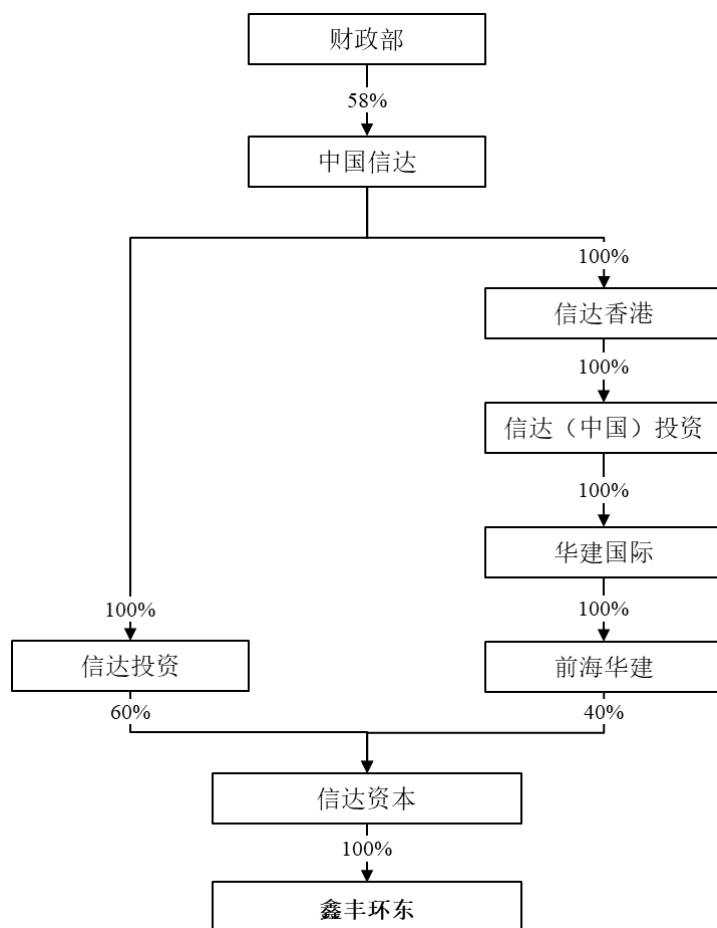 财政部
58%
中国信达
100%
信达香港
100%
信达（中国）投资
100%
华建国际
100%
100%
信达投资
前海华建
60%
40%
信达资本
100%
鑫丰环东